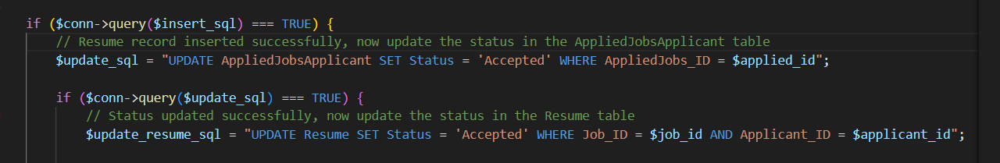 if ($conn->query($insert_sql) === TRUE) {
// Resume record inserted successfully, now update the status in the AppliedJobsApplicant table
$update_sql = "UPDATE AppliedJobsApplicant SET Status = 'Accepted' WHERE AppliedJobs_ID = $applied_id";
if ($conn->query($update_sql) === TRUE) {
// Status updated successfully, now update the status in the Resume table
$update_resume_sql = "UPDATE Resume SET Status = 'Accepted' WHERE Job_ID = $job_id AND Applicant_ID = $applicant_id";